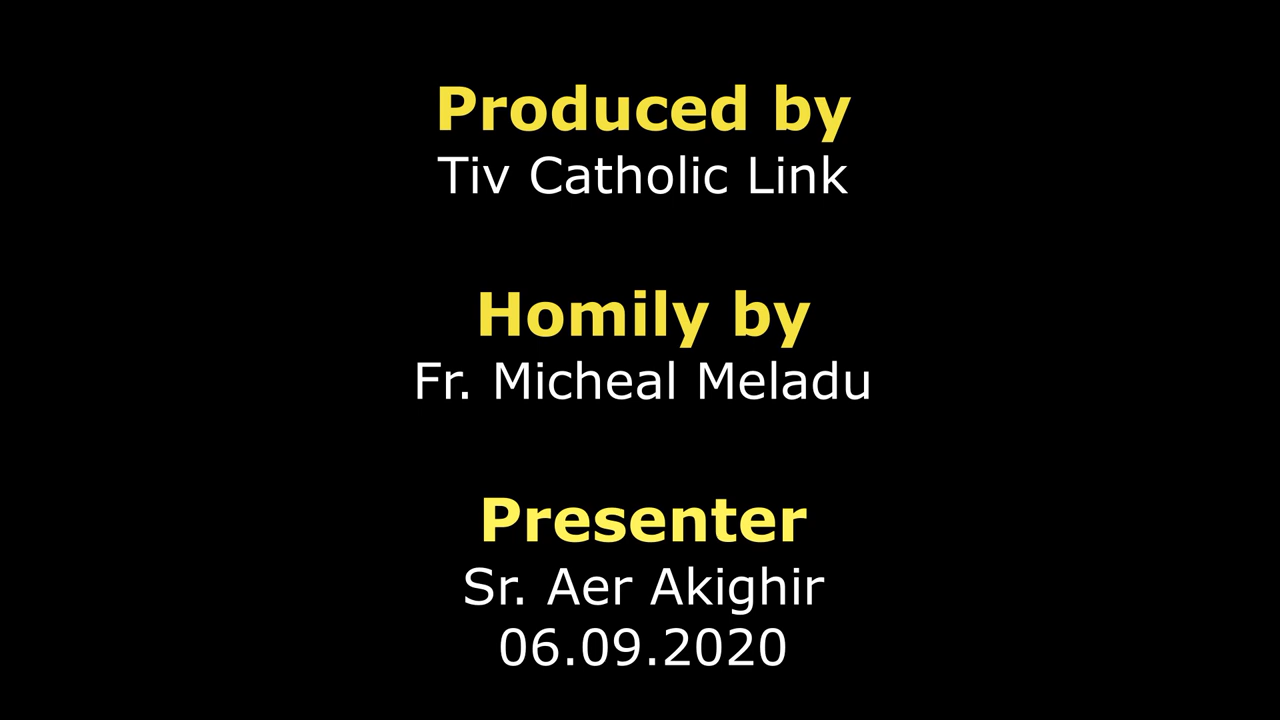 Produced by
Tiv Catholic Link
Homily by
Fr. Micheal Meladu
Presenter
Sr. Aer Akighir
06.09.2020